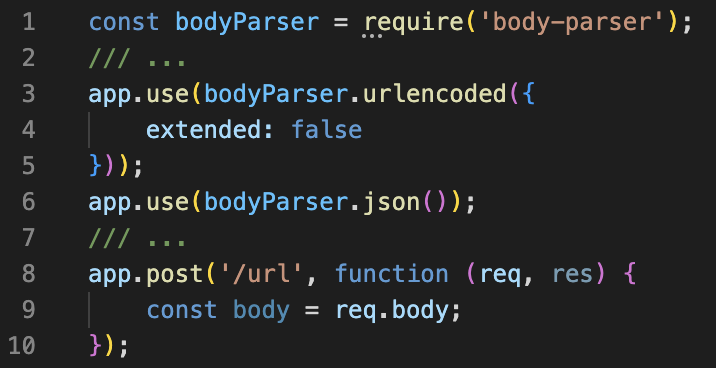 1 const bodyParser = require('body-parser');
2 /// ...
3 app.use(bodyParser.urlencoded({
4     extended: false
5 }));
6 app.use(bodyParser.json());
7 /// ...
8 app.post('/url', function (req, res) {
9     const body = req.body;
10 });